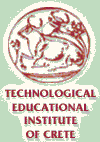 TECHNOLOGICAL
EDUCATIONAL
INSTITUTE
OF CRETE